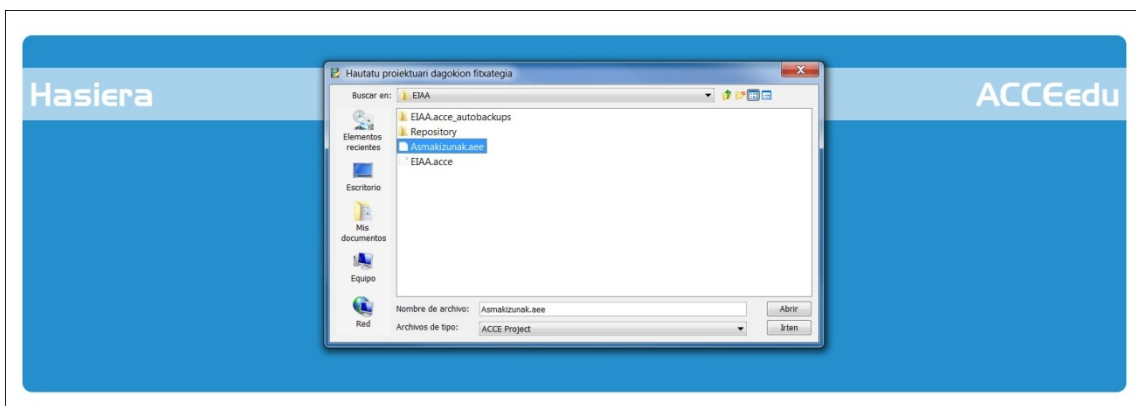 Hasiera
ACCEedu
Hautatu proiektuari dagokion fitxategia
Buscar en: EIAA
Elementos
recientes
Escritorio
Mis
documentos
Equipo
Red
EIAA.acce_autobackups
Repository
Asmakizunak.aee
EIAA.acce
Nombre de archivo: Asmakizunak.aee Abrir
Archivos de tipo: ACCE Project Irten